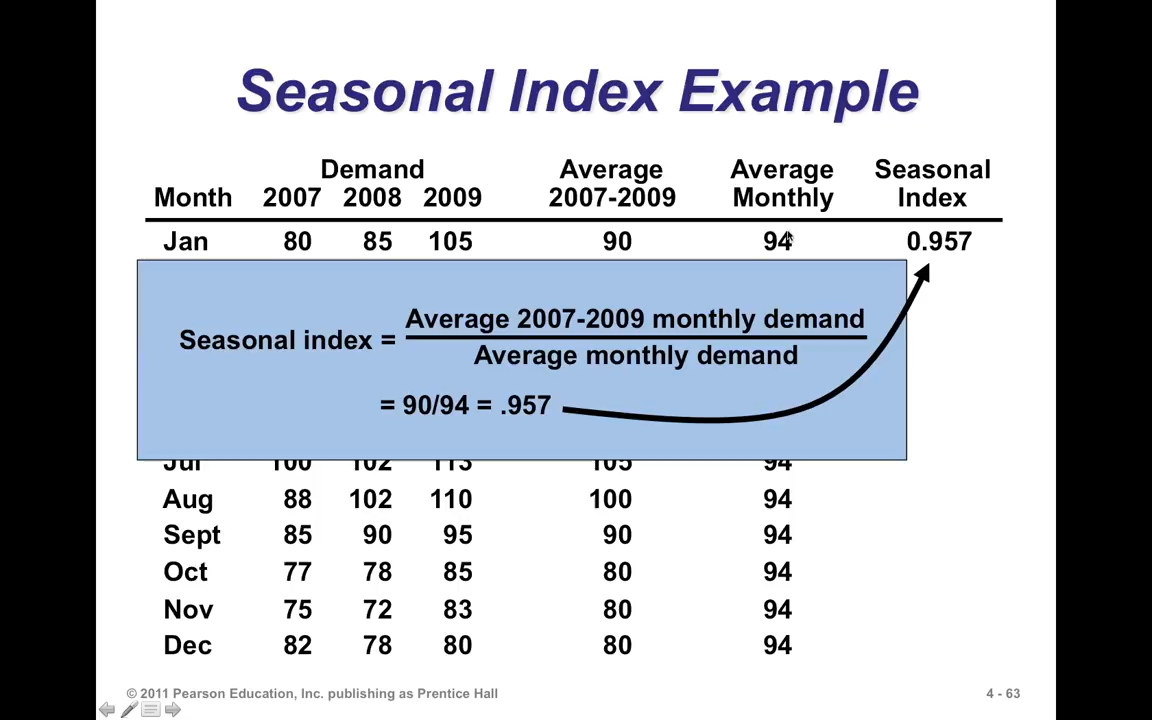 Seasonal Index Example
Demand Average Average Seasonal
Month 2007 2008 2009 2007-2009 Monthly Index
Jan 80 85 105 90 94 0.957
Average 2007-2009 monthly demand
Seasonal index =
Average monthly demand
= 90/94 = .957
Jul 100 102 113 105 94
Aug 88 102 110 100 94
Sept 85 90 95 90 94
Oct 77 78 85 80 94
Nov 75 72 83 80 94
Dec 82 78 80 80 94
© 2011 Pearson Education, Inc. publishing as Prentice Hall 4 - 63